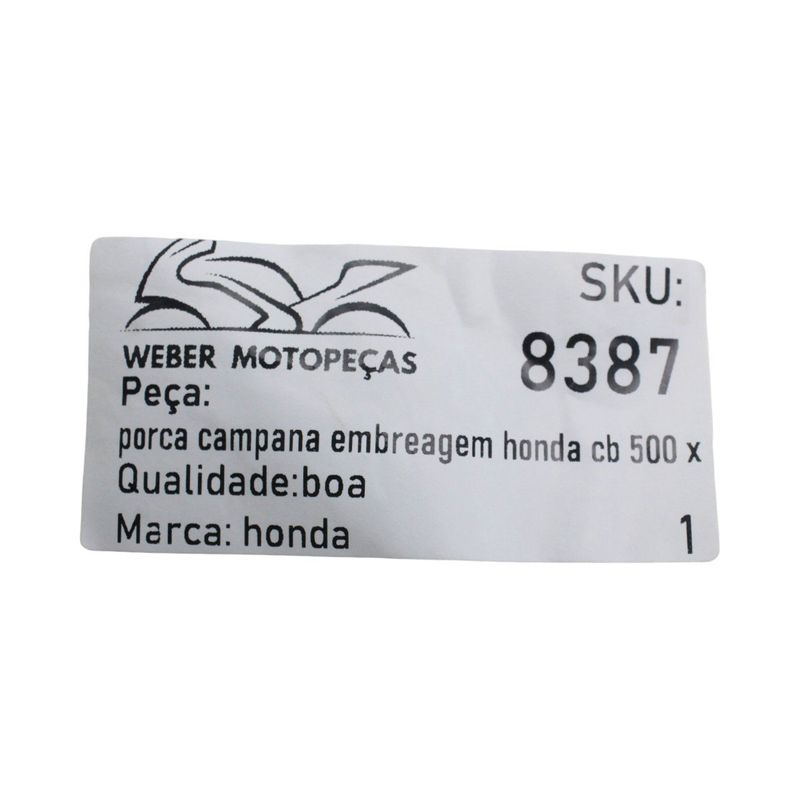 WEBER MOTOPEÇAS
SKU:
8387
Peça:
porca campana embreagem honda cb 500 x
Qualidade:boa
Marca: honda
1